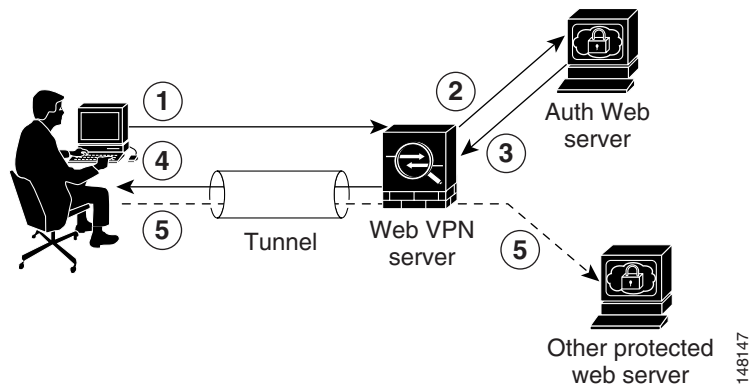 1
2
Auth Web
server
3
4
5
Tunnel
Web VPN
server
5
Other protected
web server
148147